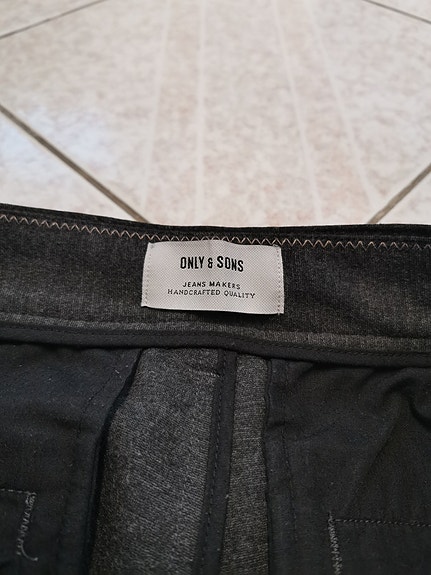 ONLY & SONS
JEANS MAKERS
HANDCRAFTED QUALITY